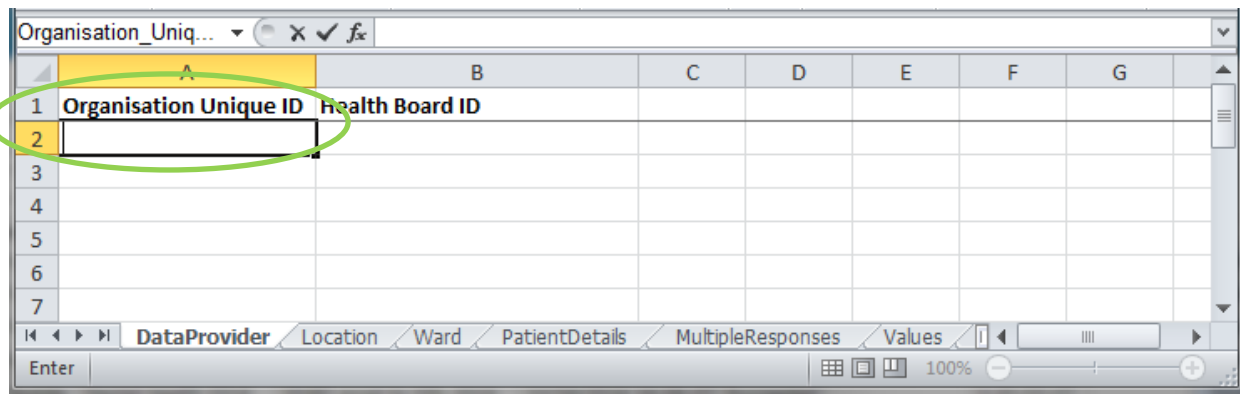 Organisation_Uniq... fx
A B C D E F G
1 Organisation Unique ID Health Board ID
2
3
4
5
6
7
DataProvider Location Ward PatientDetails MultipleResponses Values
Enter 100%